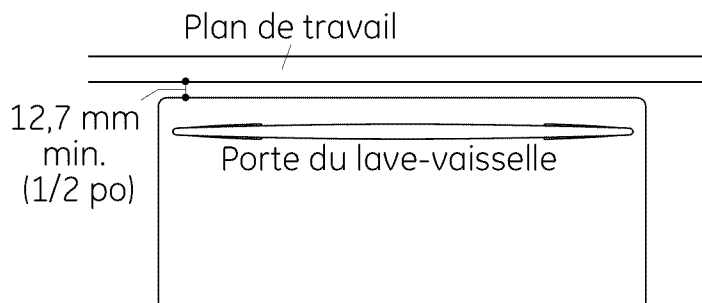 Plan de travail
12,7 mm
min.
(1/2 po)
Porte du lave-vaisselle